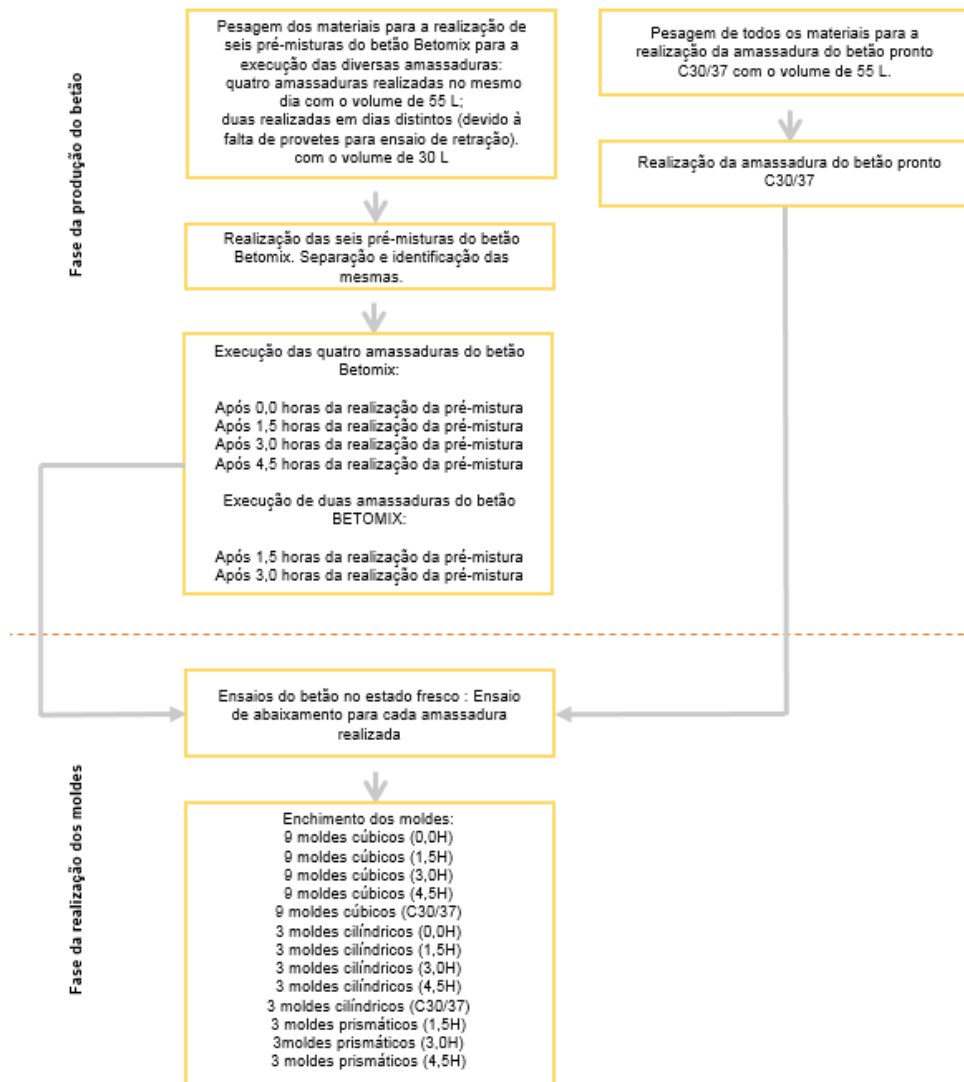 Fase da produção do betão
Pesagem dos materiais para a realização de
seis pré-misturas do betão Betomix para a
execução das diversas amassaduras:
quatro amassaduras realizadas no mesmo
dia com o volume de 55 L;
duas realizadas em dias distintos (devido à
falta de provetes para ensaio de retração).
com o volume de 30 L
Pesagem de todos os materiais para a
realização da amassadura do betão pronto
C30/37 com o volume de 55 L.
Realização da amassadura do betão pronto
C30/37
Realização das seis pré-misturas do betão
Betomix. Separação e identificação das
mesmas.
Execução das quatro amassaduras do betão
Betomix:
Após 0,0 horas da realização da pré-mistura
Após 1,5 horas da realização da pré-mistura
Após 3,0 horas da realização da pré-mistura
Após 4,5 horas da realização da pré-mistura
Execução de duas amassaduras do betão
BETOMIX:
Após 1,5 horas da realização da pré-mistura
Após 3,0 horas da realização da pré-mistura
Fase da realização dos moldes
Ensaios do betão no estado fresco : Ensaio
de abaixamento para cada amassadura
realizada
Enchimento dos moldes:
9 moldes cúbicos (0,0H)
9 moldes cúbicos (1,5H)
9 moldes cúbicos (3,0H)
9 moldes cúbicos (4,5H)
9 moldes cúbicos (C30/37)
3 moldes cilíndricos (0,0H)
3 moldes cilíndricos (1,5H)
3 moldes cilíndricos (3,0H)
3 moldes cilíndricos (4,5H)
3 moldes cilíndricos (C30/37)
3 moldes prismáticos (1,5H)
3moldes prismáticos (3,0H)
3 moldes prismáticos (4,5H)